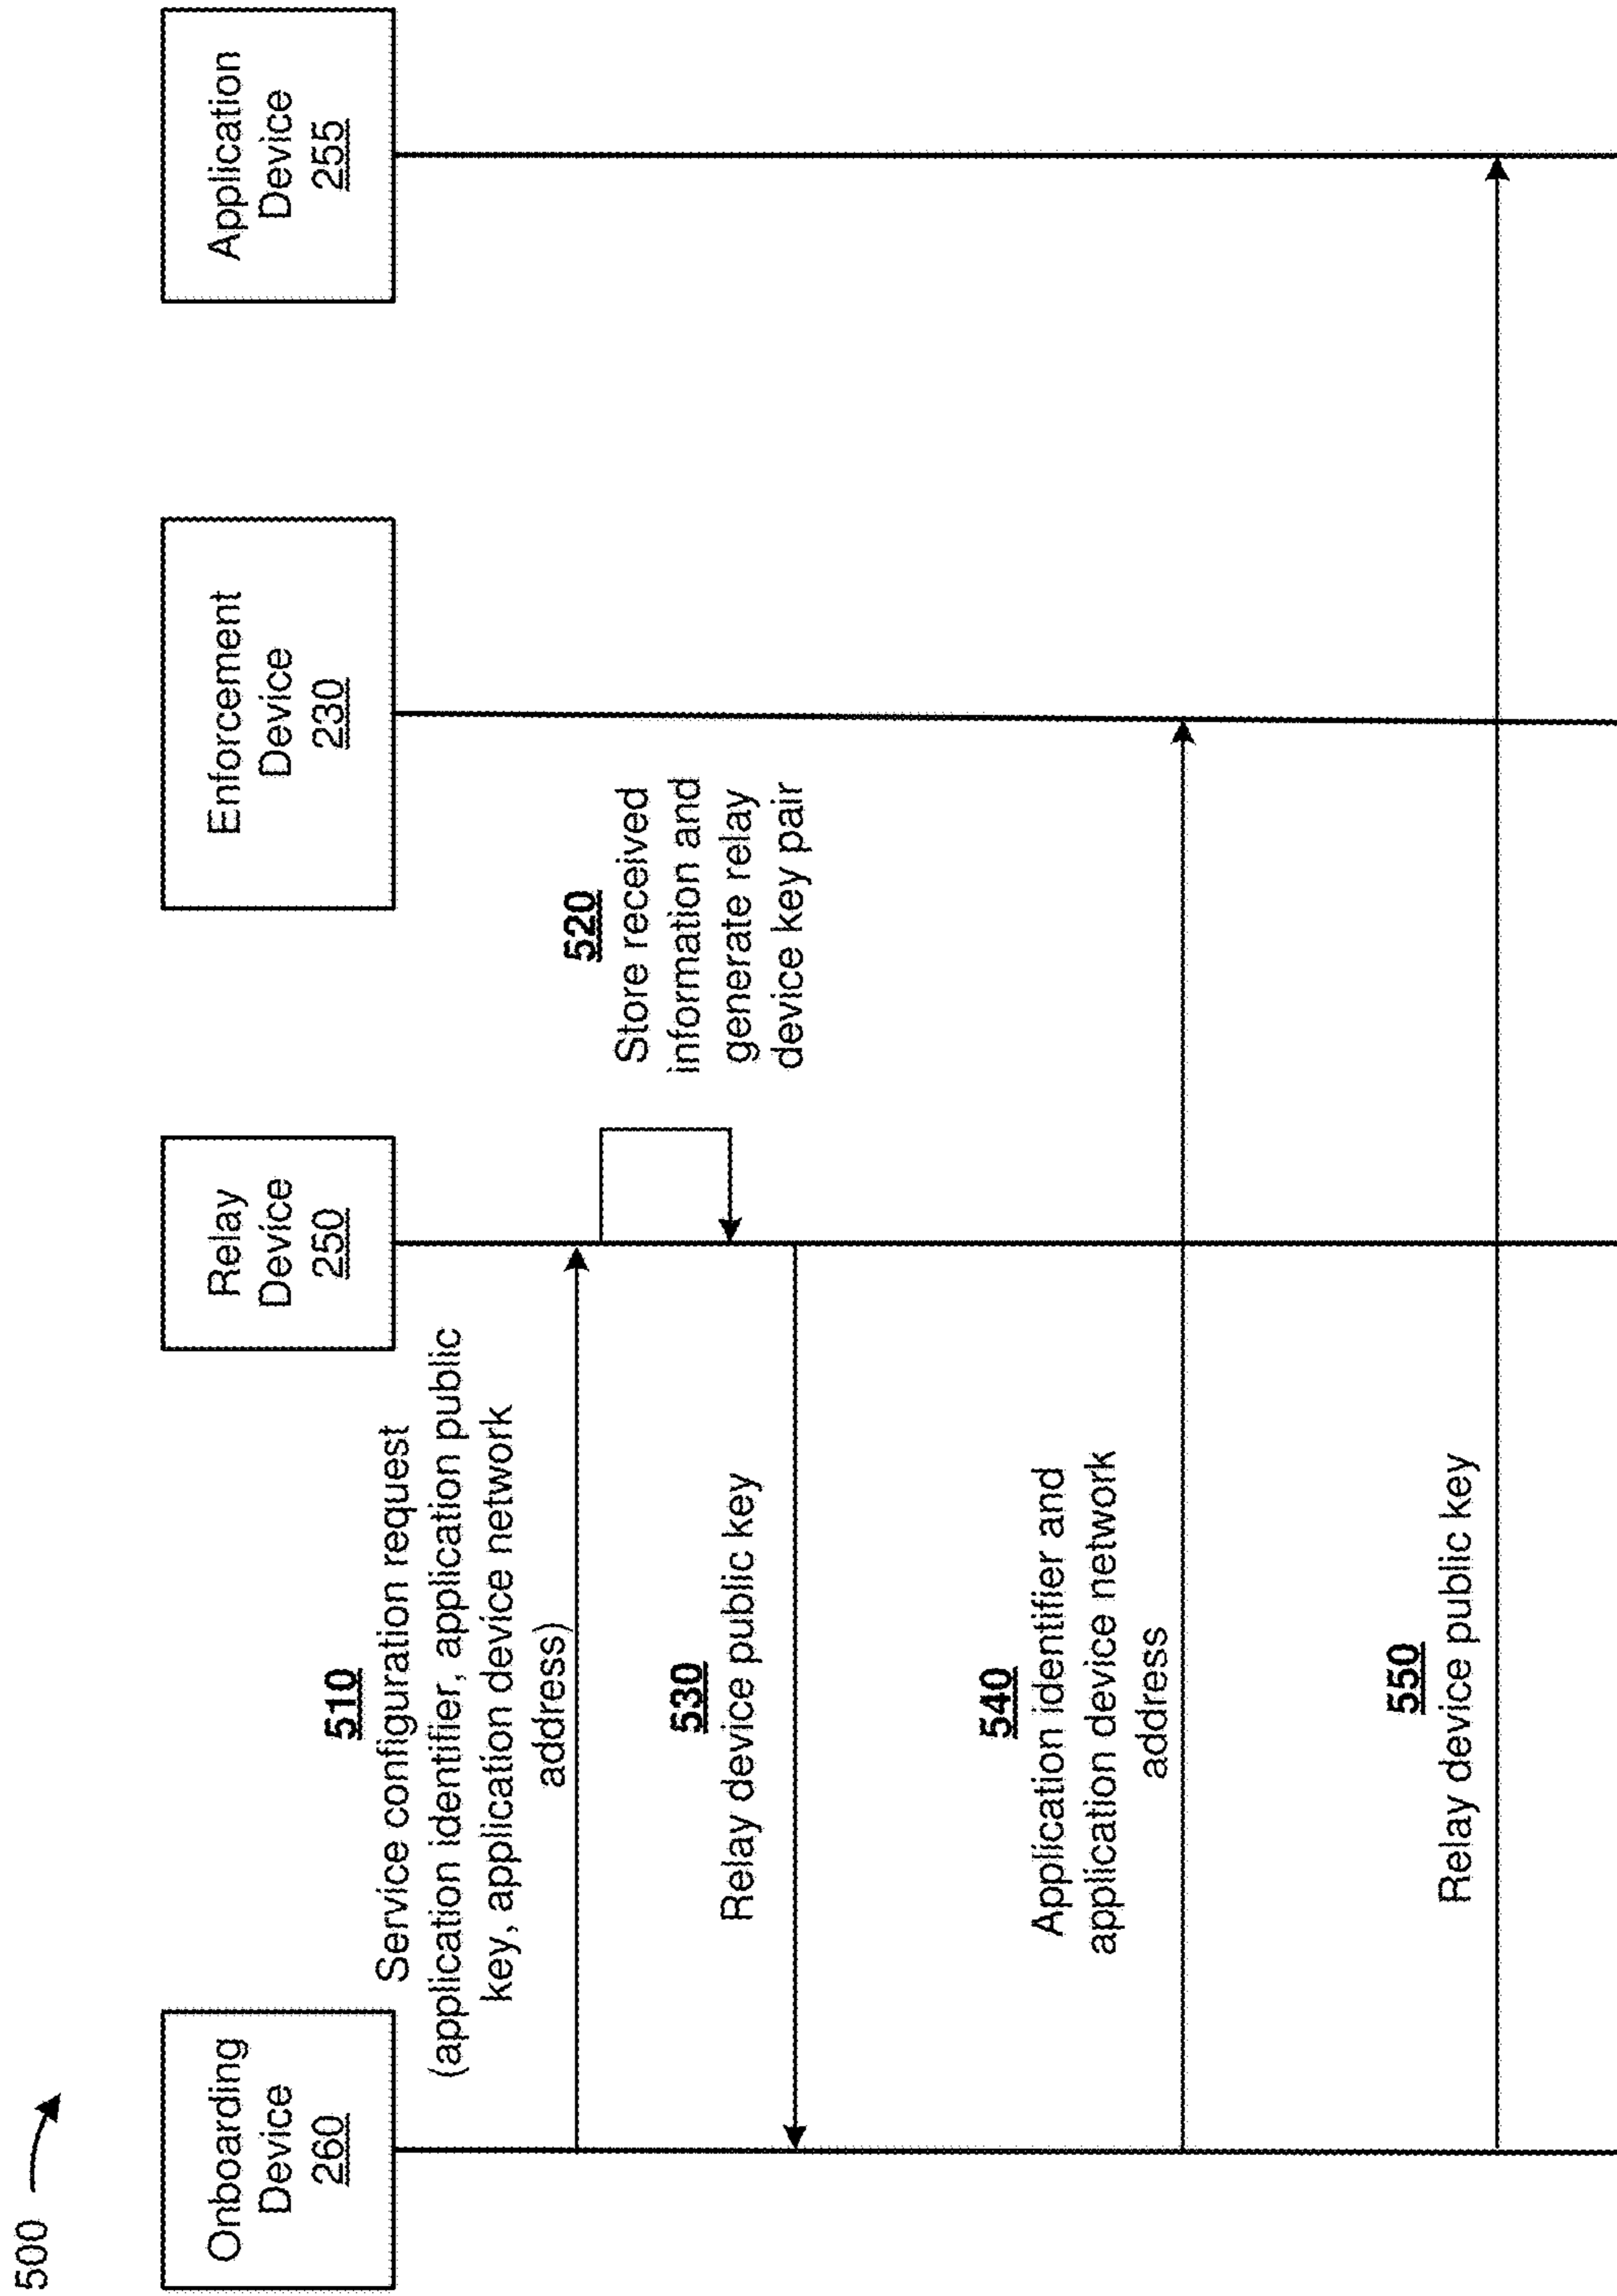 500
Onboarding
Device
260
Relay
Device
250
Enforcement
Device
230
Application
Device
255
510
Service configuration request
(application identifier, application public
key, application device network
address)
520
Store received
information and
generate relay
device key pair
530
Relay device public key
540
Application identifier and
application device network
address
550
Relay device public key